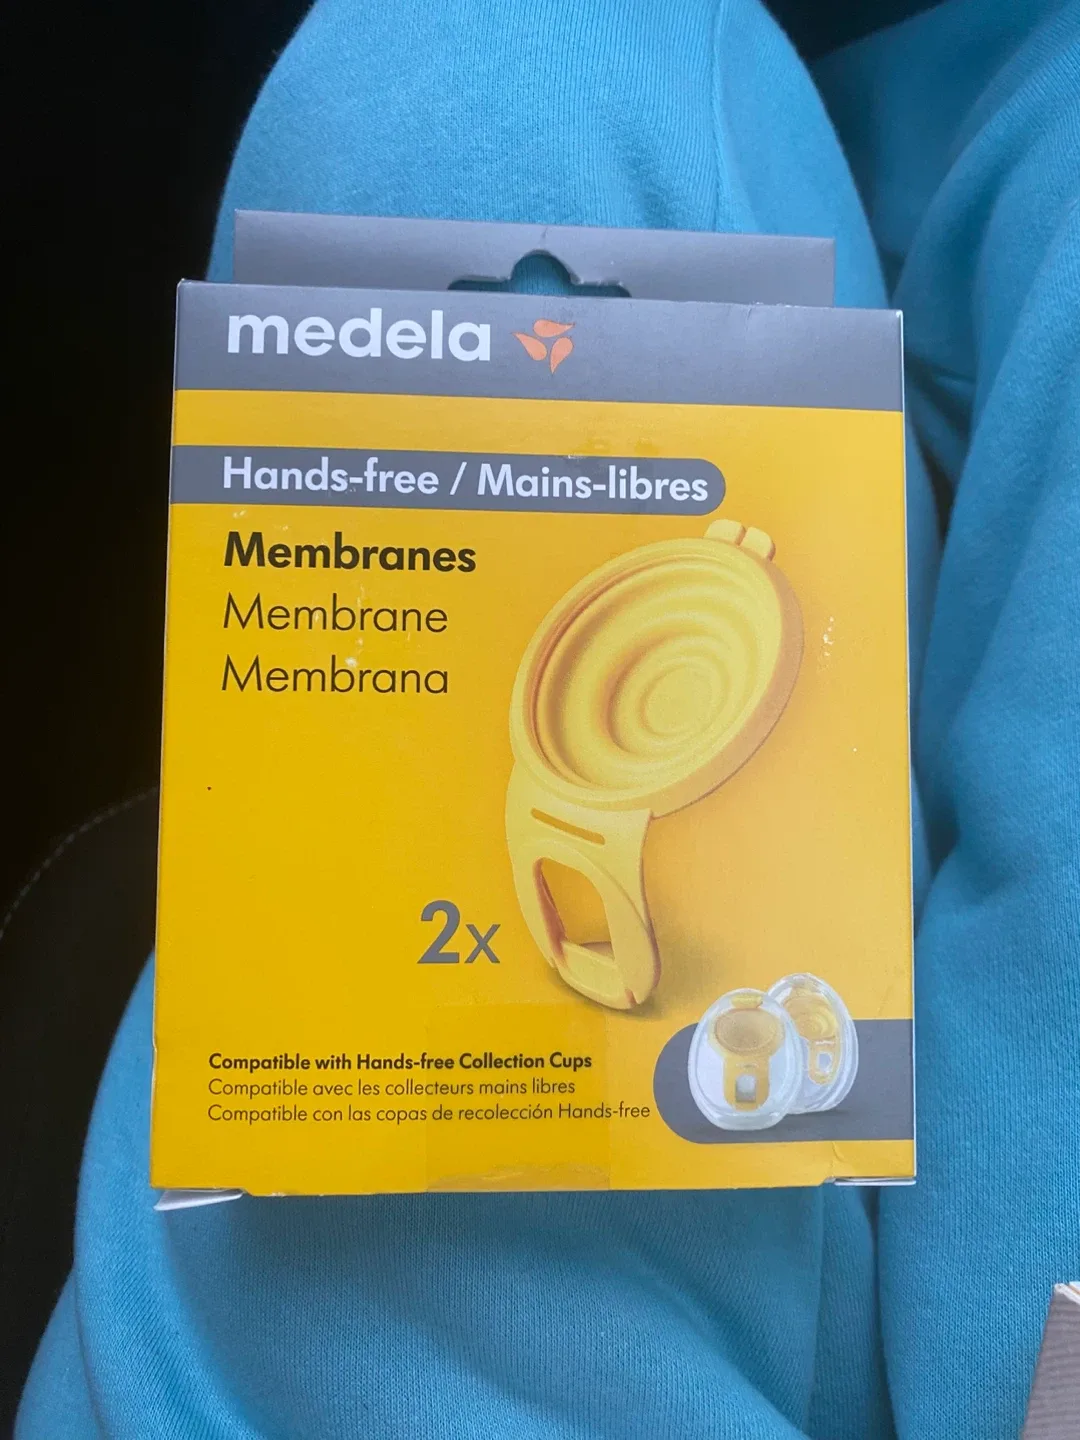 medela
Hands-free / Mains-libres
Membranes
Membrane
Membrana
2x
Compatible with Hands-free Collection Cups
Compatible avec les collecteurs mains libres
Compatible con las copas de recolección Hands-free